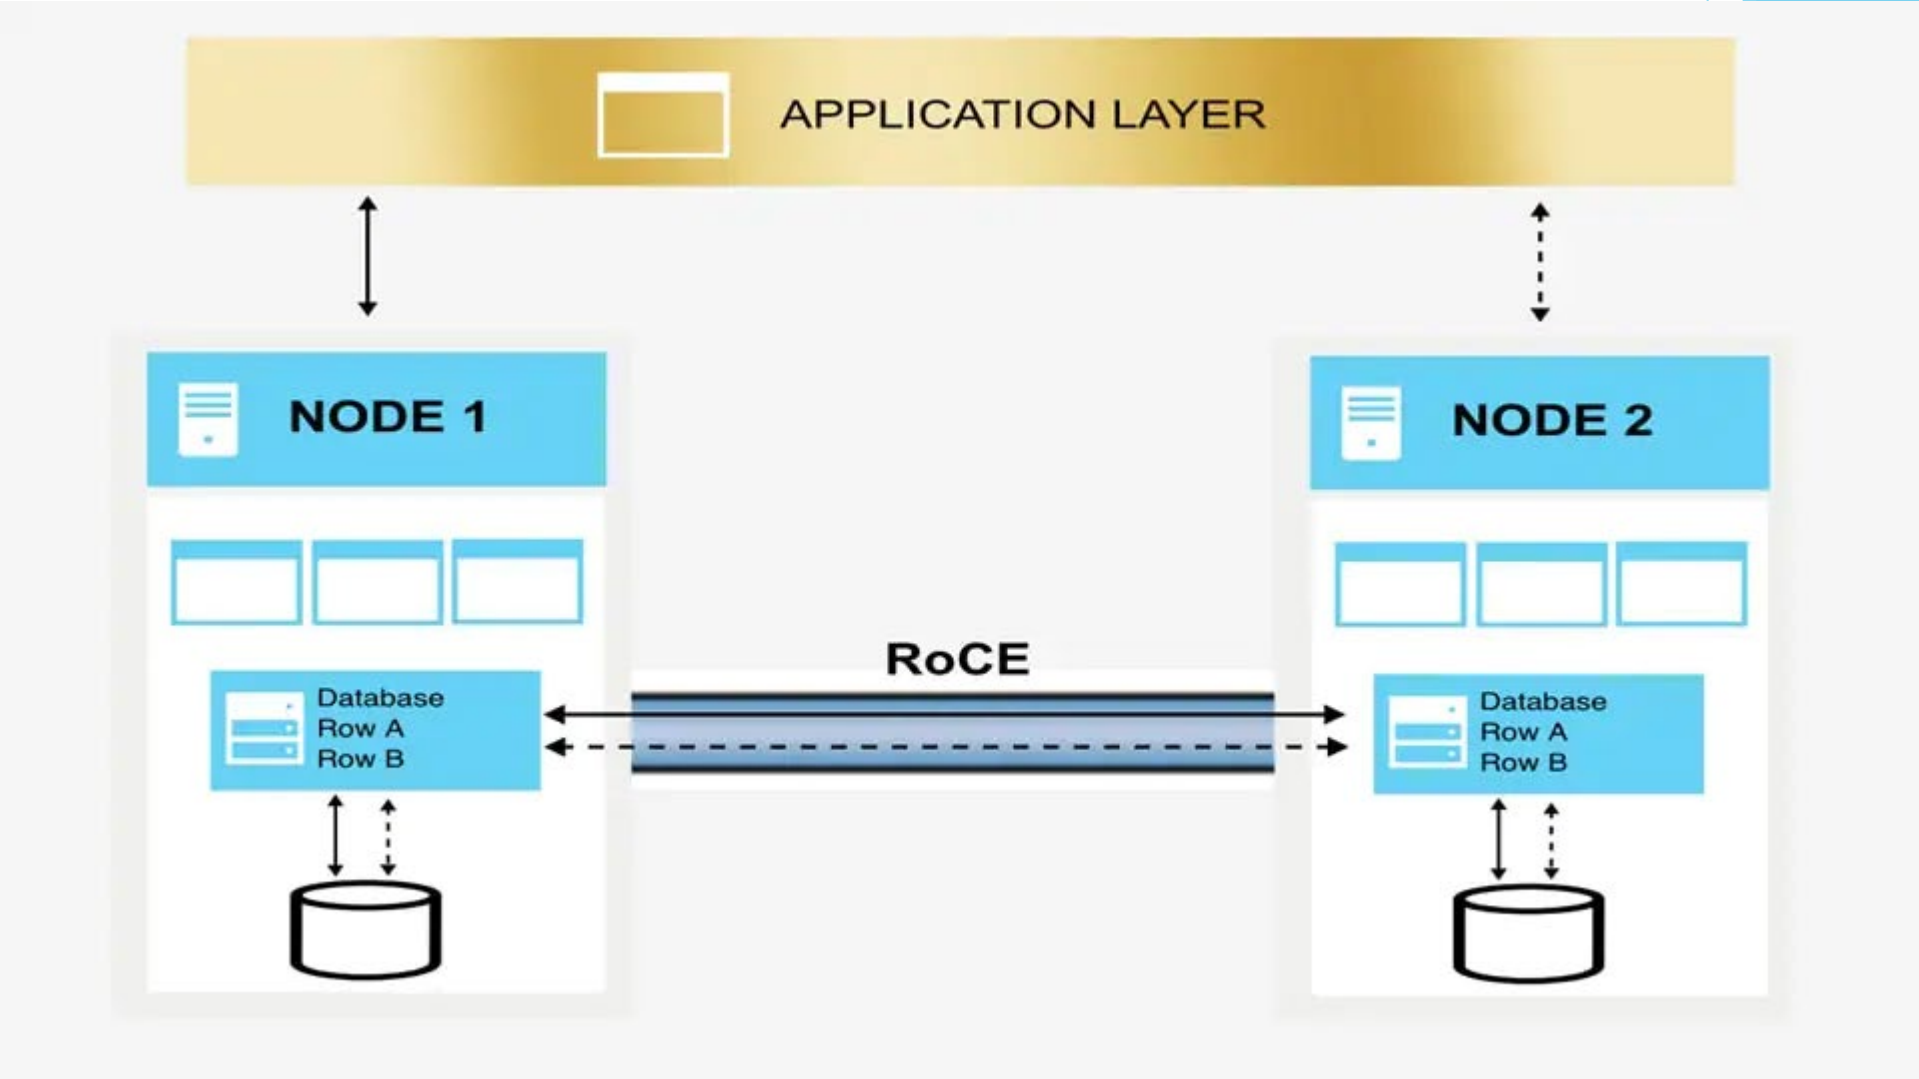 APPLICATION LAYER
NODE 1
NODE 2
RoCE
Database
Row A
Row B
Database
Row A
Row B